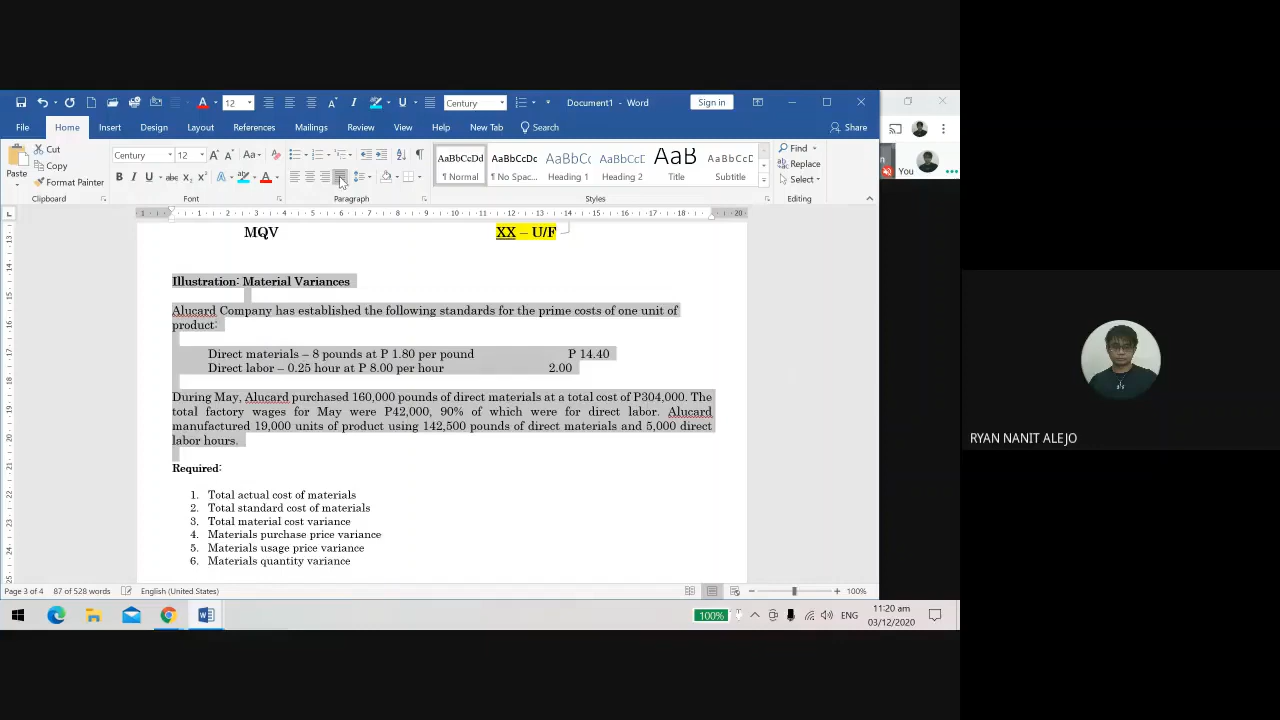 12
Century
Document1 - Word
Sign in
File Home Insert Design Layout References Mailings Review View Help New Tab Search Share
Paste
Cut
Copy
Format Painter
Clipboard
Century 12
Font
Paragraph
AaBbCcDd AaBbCcDc AaBbCc AaBbCcC AaB AaBbCcC
¶ Normal ¶ No Spac... Heading 1 Heading 2 Title Subtitle
Styles
Find
Replace
Select
Editing
You
MQV XX – U/F
Illustration: Material Variances
Alucard Company has established the following standards for the prime costs of one unit of
product:
Direct materials – 8 pounds at P 1.80 per pound P 14.40
Direct labor – 0.25 hour at P 8.00 per hour 2.00
During May, Alucard purchased 160,000 pounds of direct materials at a total cost of P304,000. The
total factory wages for May were P42,000, 90% of which were for direct labor. Alucard
manufactured 19,000 units of product using 142,500 pounds of direct materials and 5,000 direct
labor hours.
Required:
1. Total actual cost of materials
2. Total standard cost of materials
3. Total material cost variance
4. Materials purchase price variance
5. Materials usage price variance
6. Materials quantity variance
Page 3 of 4 87 of 528 words English (United States) 100%
100% ENG 11:20 am
03/12/2020
RYAN NANIT ALEJO